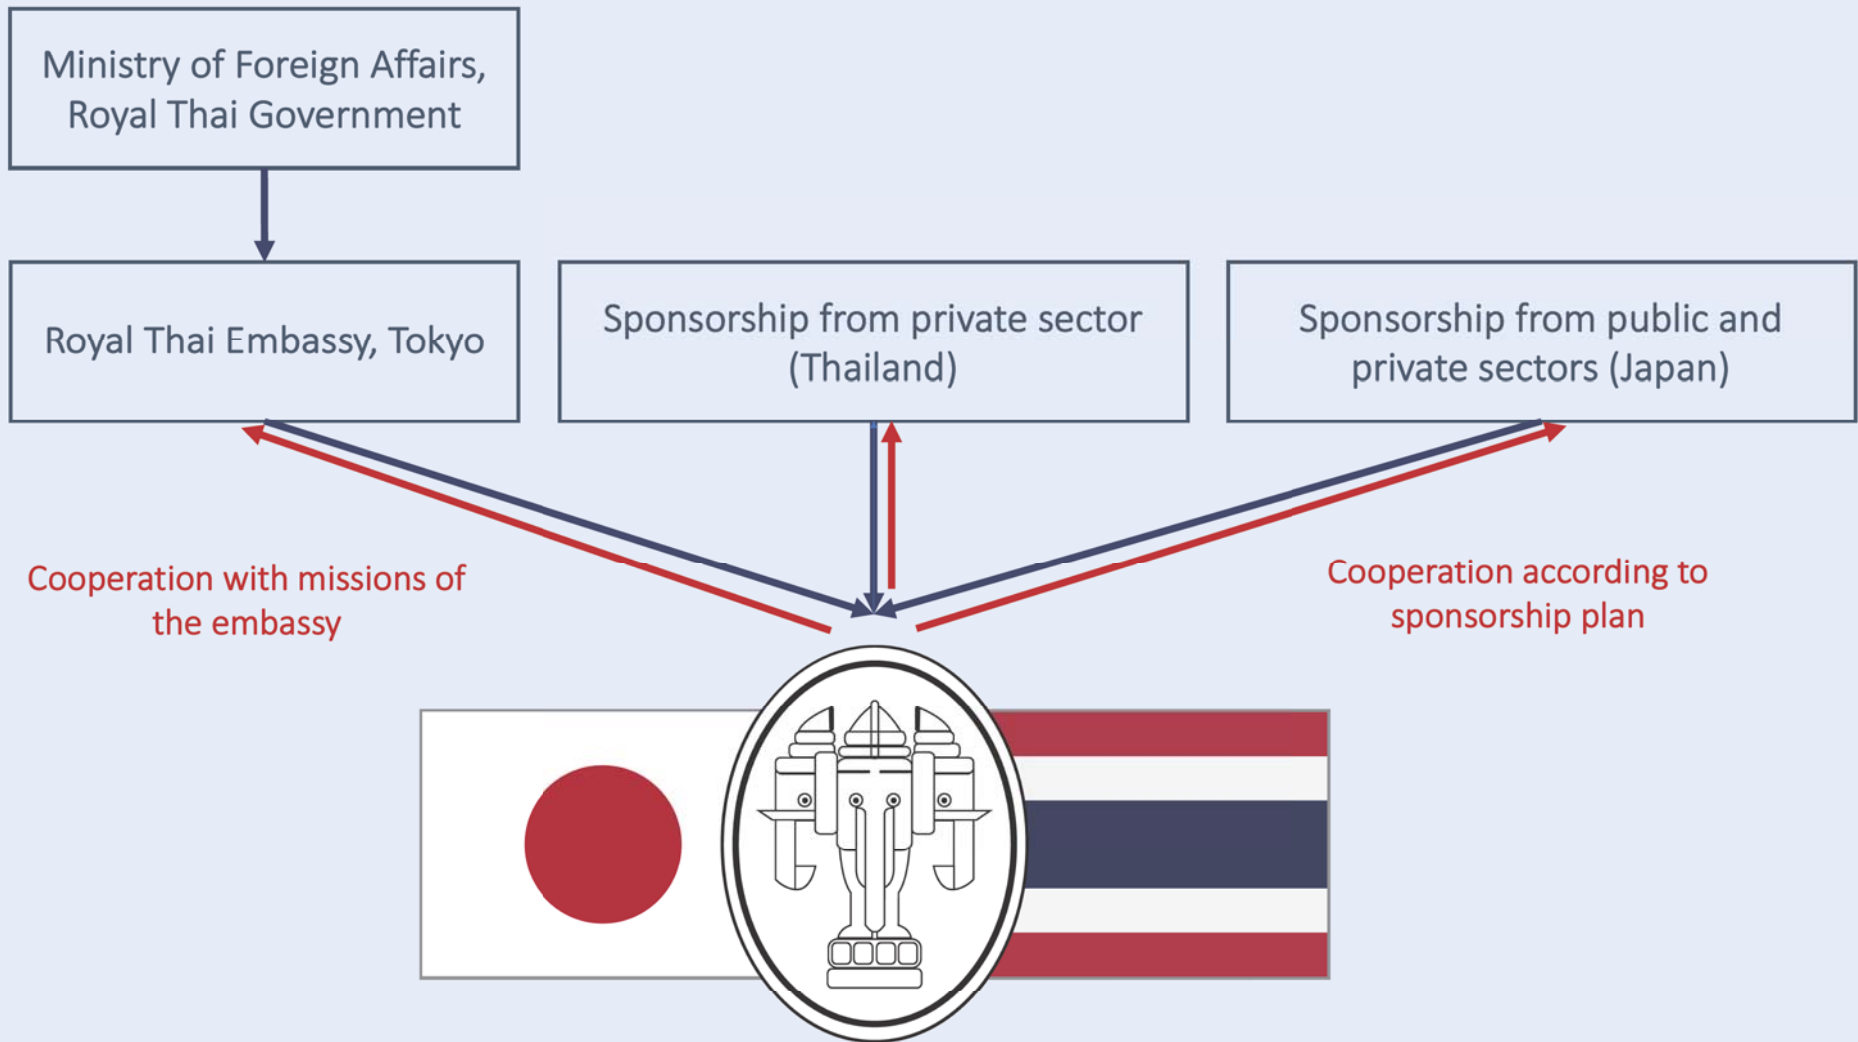 Ministry of Foreign Affairs,
Royal Thai Government
Royal Thai Embassy, Tokyo
Sponsorship from private sector
(Thailand)
Sponsorship from public and
private sectors (Japan)
Cooperation with missions of
the embassy
Cooperation according to
sponsorship plan